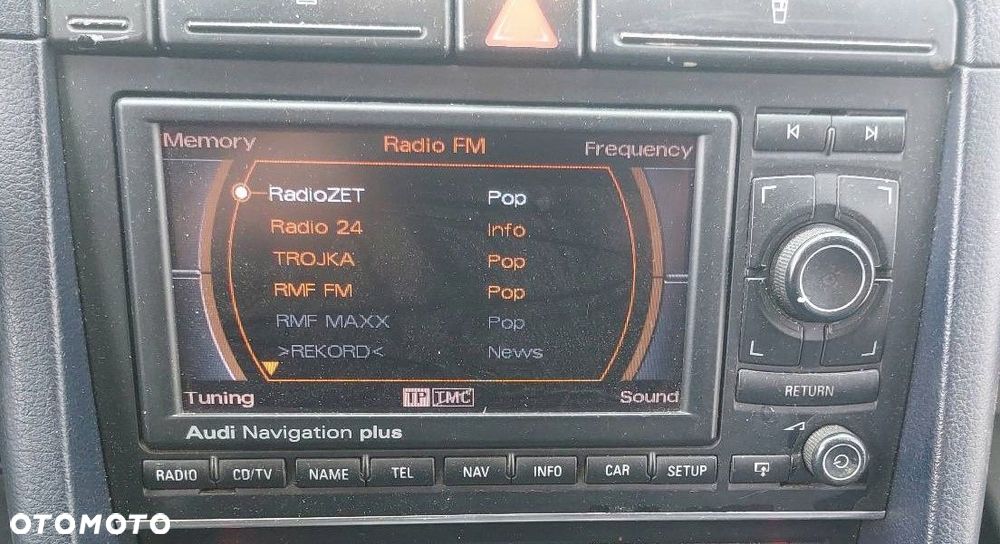 Memory Radio FM Frequency
RadioZET Pop
Radio 24 Info
TROJKA Pop
RMF FM Pop
RMF MAXX Pop
>REKORD< News
Tuning TP TMC Sound
Audi Navigation plus
RETURN
RADIO CD/TV NAME TEL NAV INFO CAR SETUP
OTOMOTO